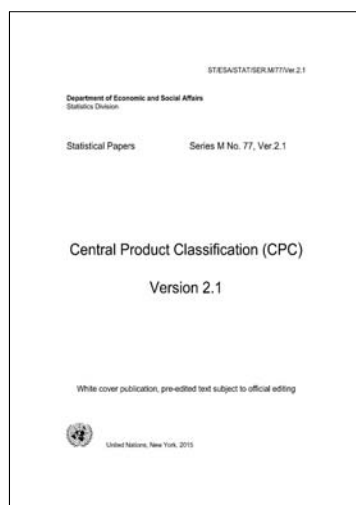 ST/ESA/STAT/SER.M/77/Ver.2.1
Department of Economic and Social Affairs
Statistics Division
Statistical Papers Series M No. 77, Ver.2.1
Central Product Classification (CPC)
Version 2.1
White cover publication, pre-edited text subject to official editing
United Nations, New York, 2015